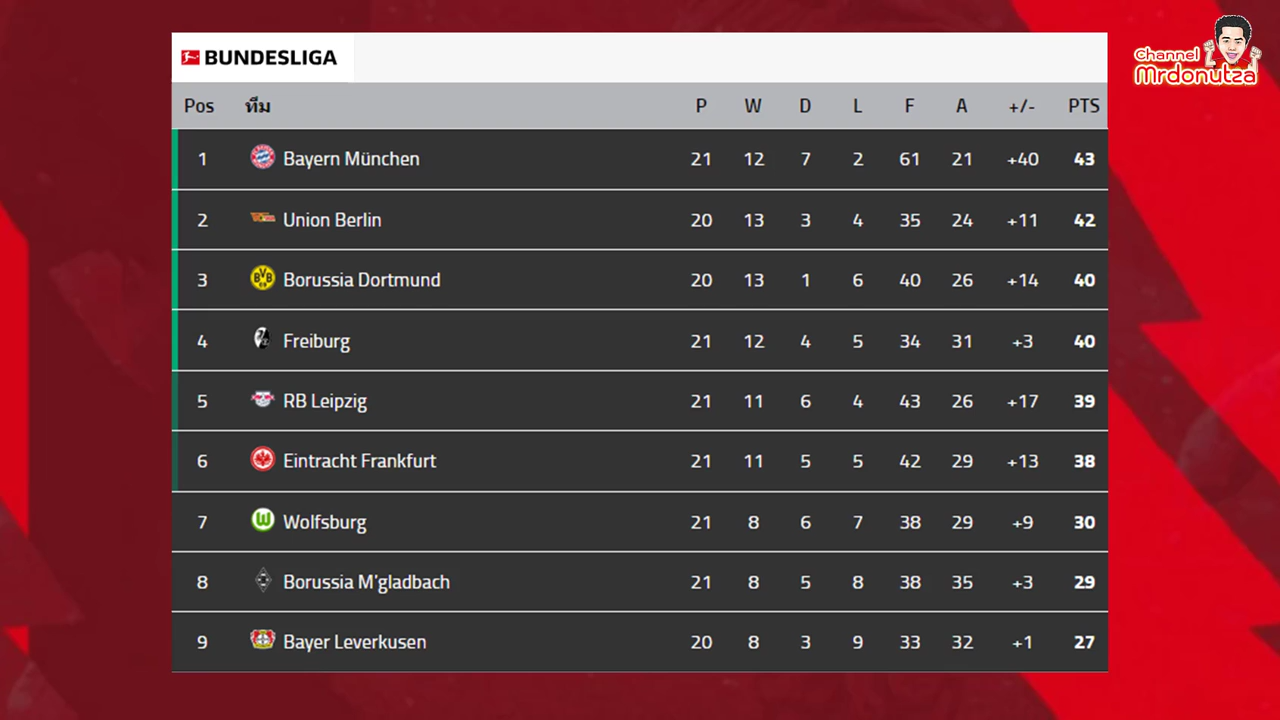 BUNDESLIGA
Channel
Mrdonutza
Pos ทีม P W D L F A +/- PTS
1 Bayern München 21 12 7 2 61 21 +40 43
2 Union Berlin 20 13 3 4 35 24 +11 42
3 Borussia Dortmund 20 13 1 6 40 26 +14 40
4 Freiburg 21 12 4 5 34 31 +3 40
5 RB Leipzig 21 11 6 4 43 26 +17 39
6 Eintracht Frankfurt 21 11 5 5 42 29 +13 38
7 Wolfsburg 21 8 6 7 38 29 +9 30
8 Borussia M'gladbach 21 8 5 8 38 35 +3 29
9 Bayer Leverkusen 20 8 3 9 33 32 +1 27